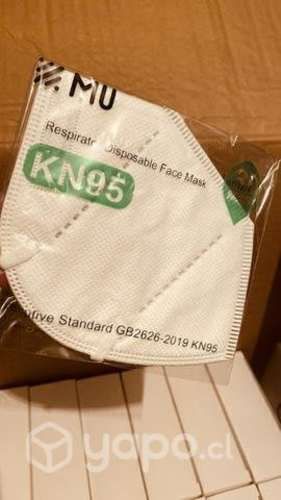 MU
Respirator Disposable Face Mask
KN95
Standard GB2626-2019 KN95
yapo.cl